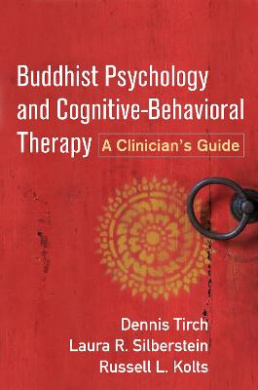 Buddhist Psychology
and Cognitive-Behavioral
Therapy A Clinician's Guide
Dennis Tirch
Laura R. Silberstein
Russell L. Kolts